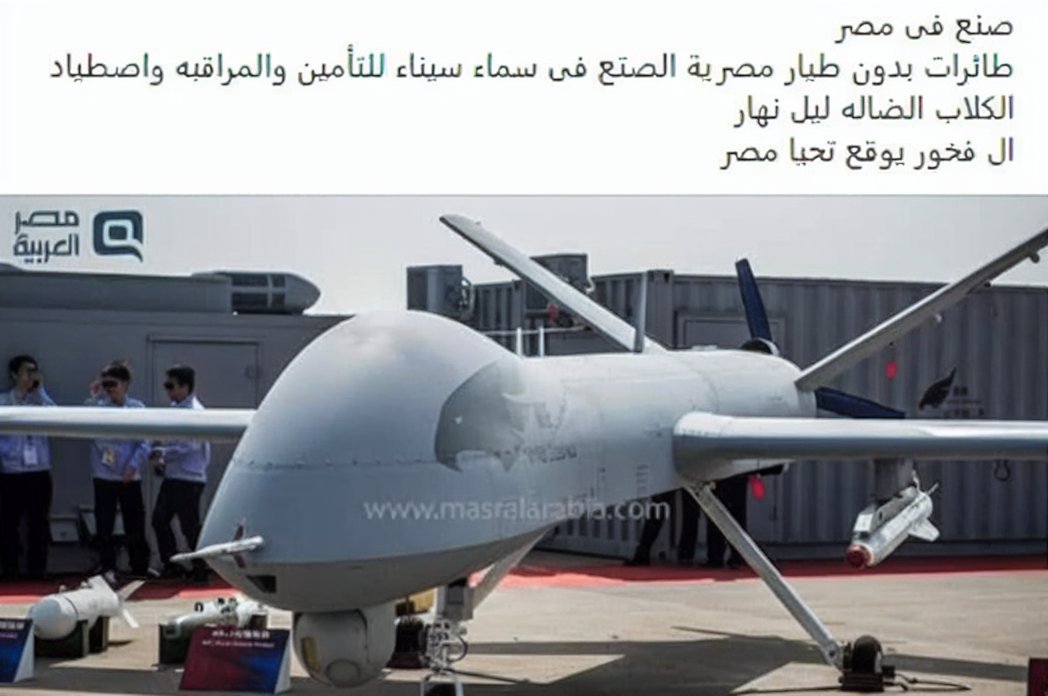 صنع فى مصر
طائرات بدون طيار مصرية الصتع فى سماء سيناء للتأمين والمراقبه واصطياد
الكلاب الضاله ليل نهار
ال فخور يوقع تحيا مصر
مصر
العربية
www.masralarabia.com